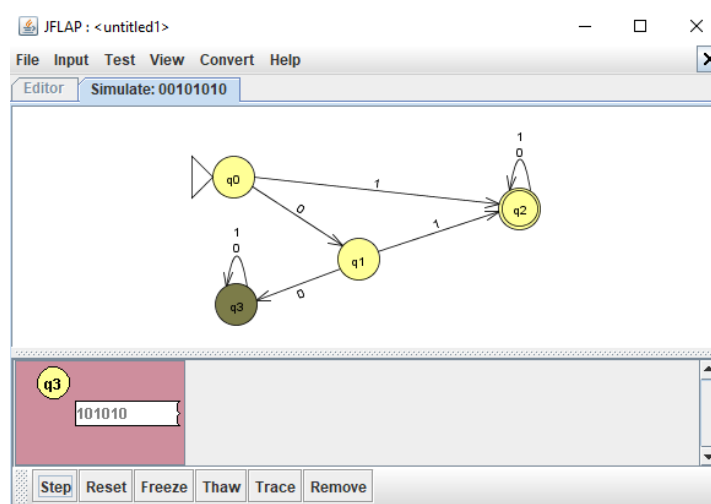 JFLAP : <untitled1>
File Input Test View Convert Help
Editor Simulate: 00101010
q0
1
1
0
q2
0
1
0
q3
q1
1
0
q3
101010
Step Reset Freeze Thaw Trace Remove